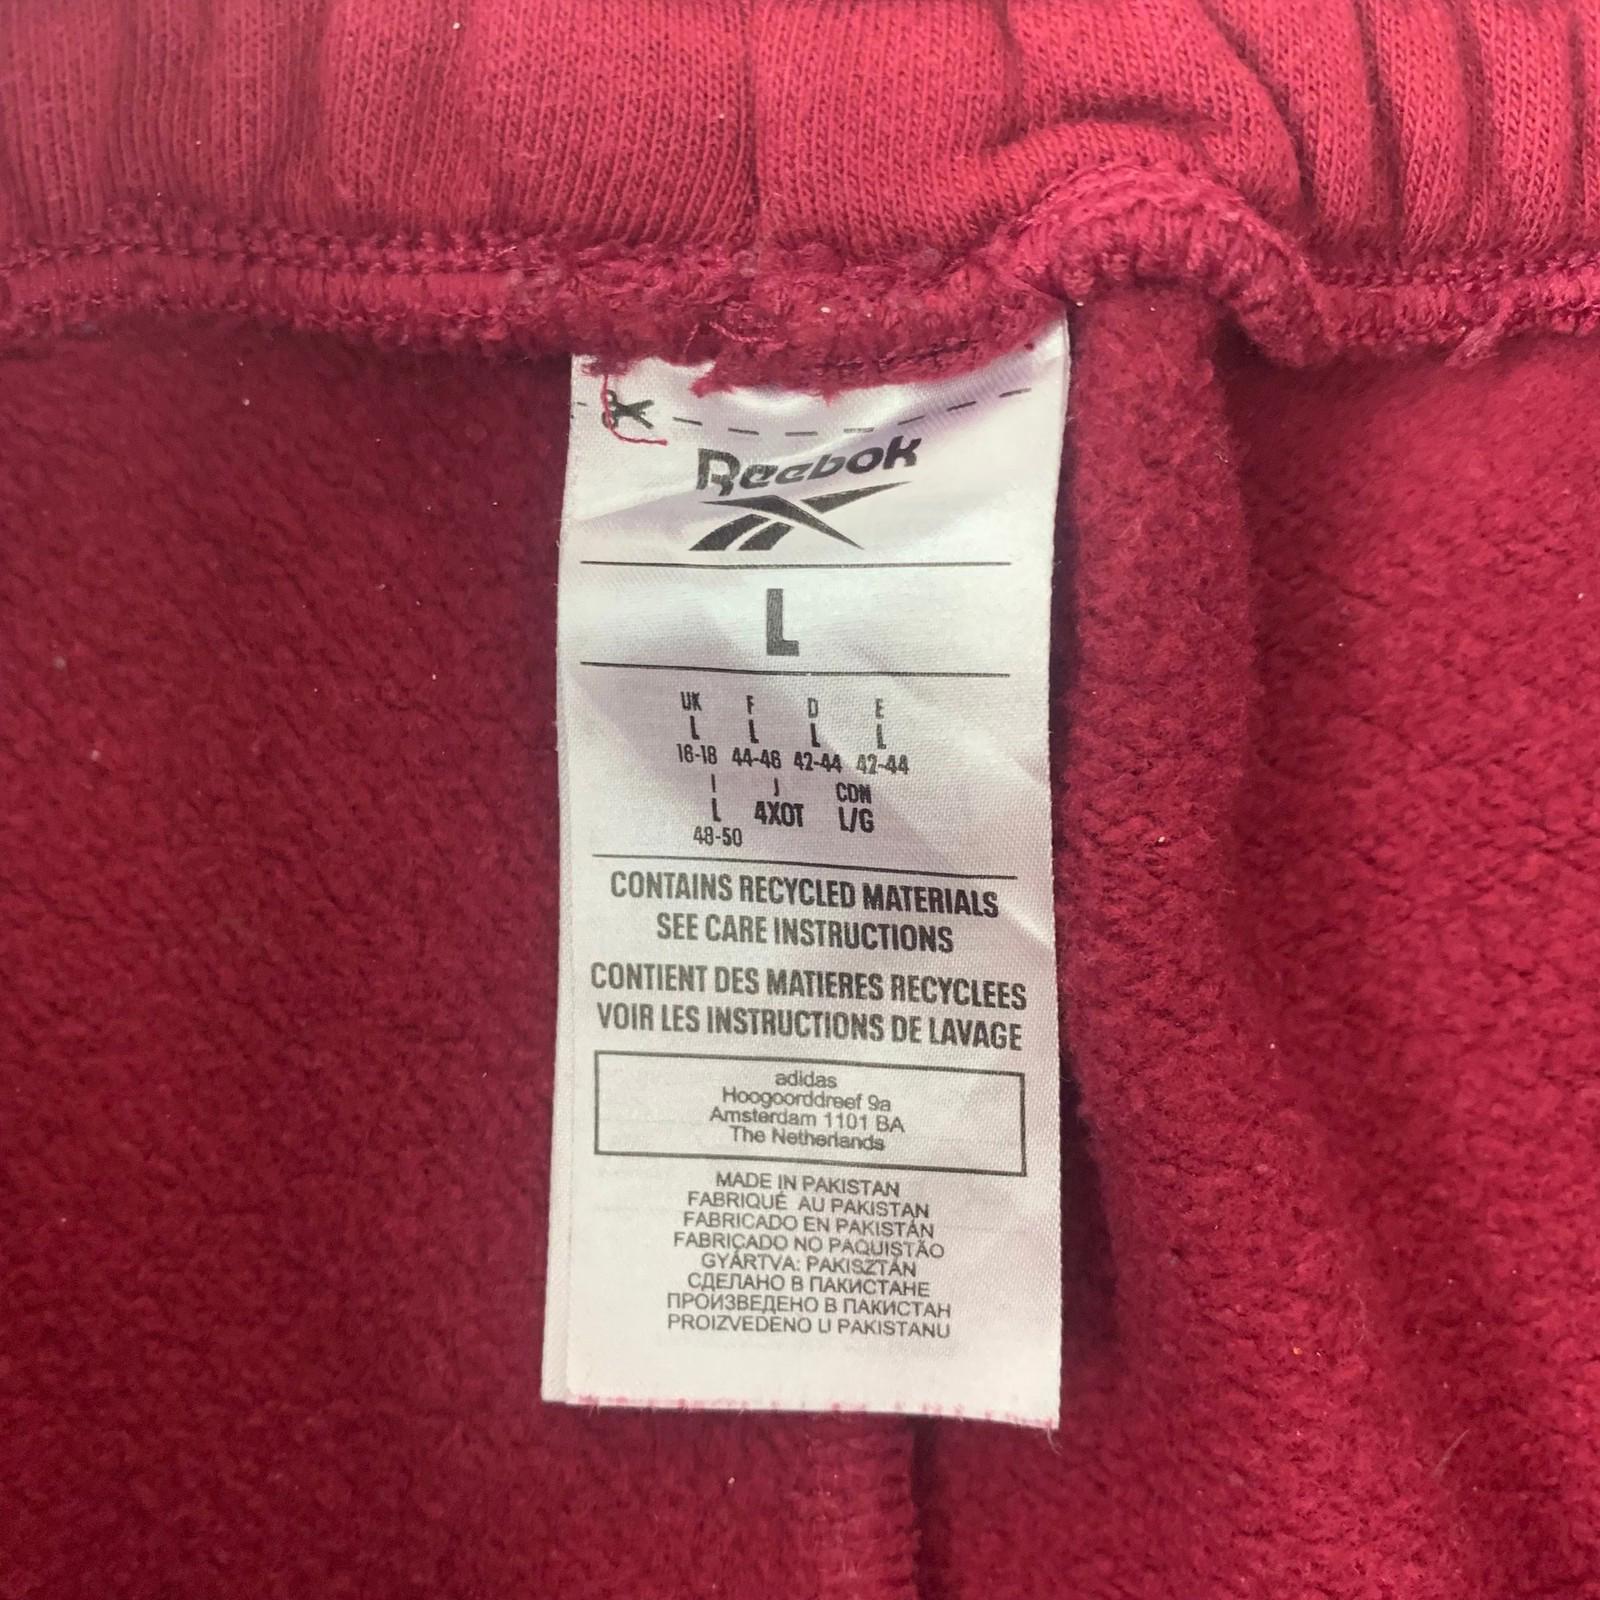 Reebok
L
UK F D E
L L L L
16-18 44-46 42-44 42-44
I J CDN
L 4XOT L/G
48-50
CONTAINS RECYCLED MATERIALS
SEE CARE INSTRUCTIONS
CONTIENT DES MATIERES RECYCLEES
VOIR LES INSTRUCTIONS DE LAVAGE
adidas
Hoogoorddreef 9a
Amsterdam 1101 BA
The Netherlands
MADE IN PAKISTAN
FABRIQUÉ AU PAKISTAN
FABRICADO EN PAKISTÁN
FABRICADO NO PAQUISTÃO
GYÁRTVA: PAKISZTÁN
СДЕЛАНО В ПАКИСТАНЕ
ПРОИЗВЕДЕНО В ПАКИСТАН
PROIZVEDENO U PAKISTANU